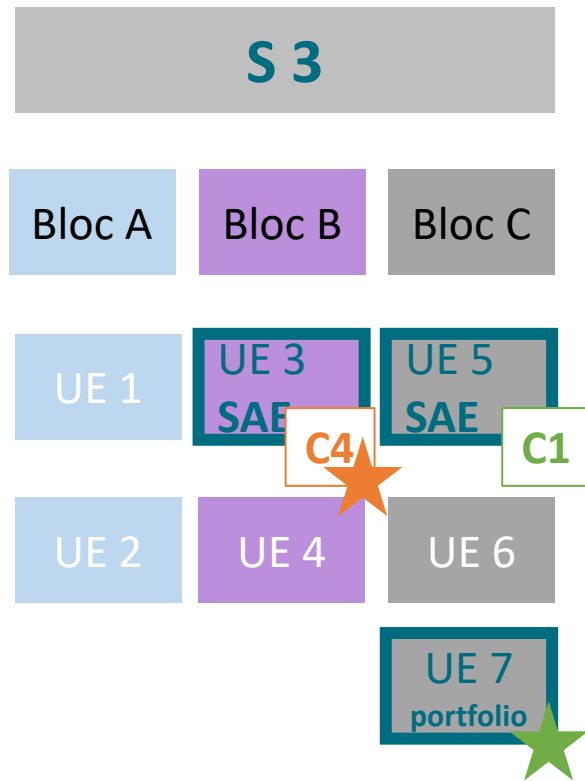 S 3
Bloc A
Bloc B
Bloc C
UE 1
UE 3
SAE
C4
UE 5
SAE
C1
UE 2
UE 4
UE 6
UE 7
portfolio